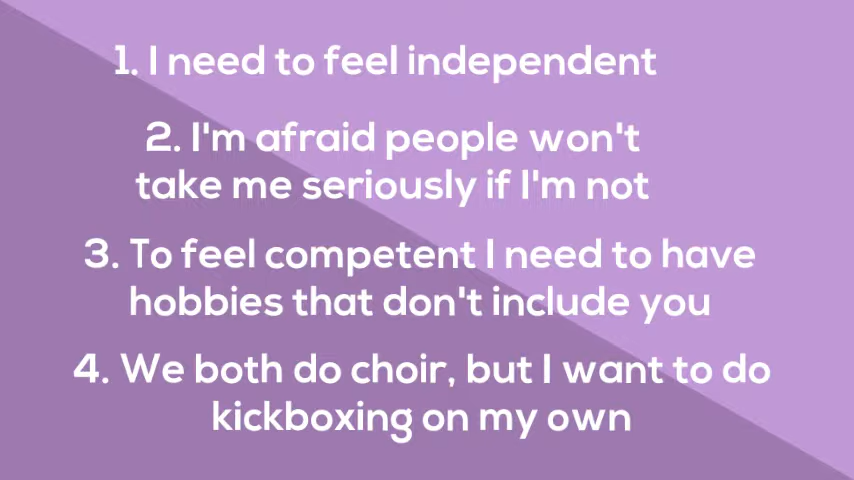 1. I need to feel independent
2. I'm afraid people won't
take me seriously if I'm not
3. To feel competent I need to have
hobbies that don't include you
4. We both do choir, but I want to do
kickboxing on my own